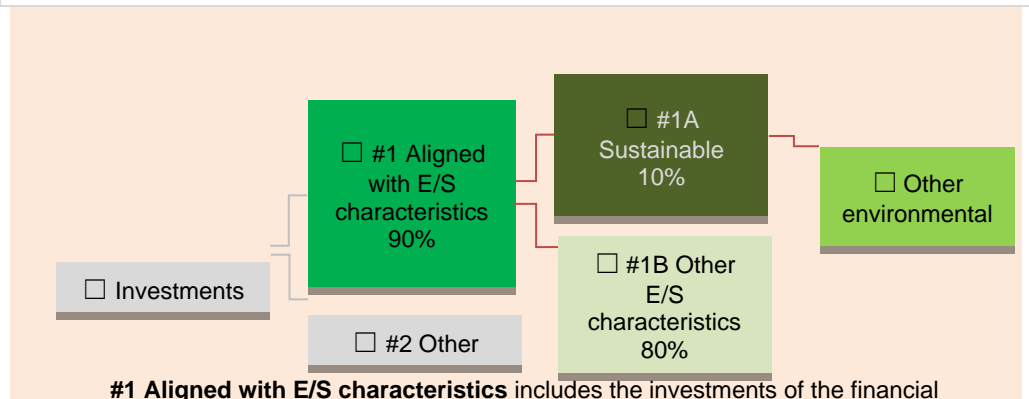 ☐ Investments
☐ #1 Aligned
with E/S
characteristics
90%
☐ #2 Other
☐ #1A
Sustainable
10%
☐ #1B Other
E/S
characteristics
80%
☐ Other
environmental
#1 Aligned with E/S characteristics includes the investments of the financial